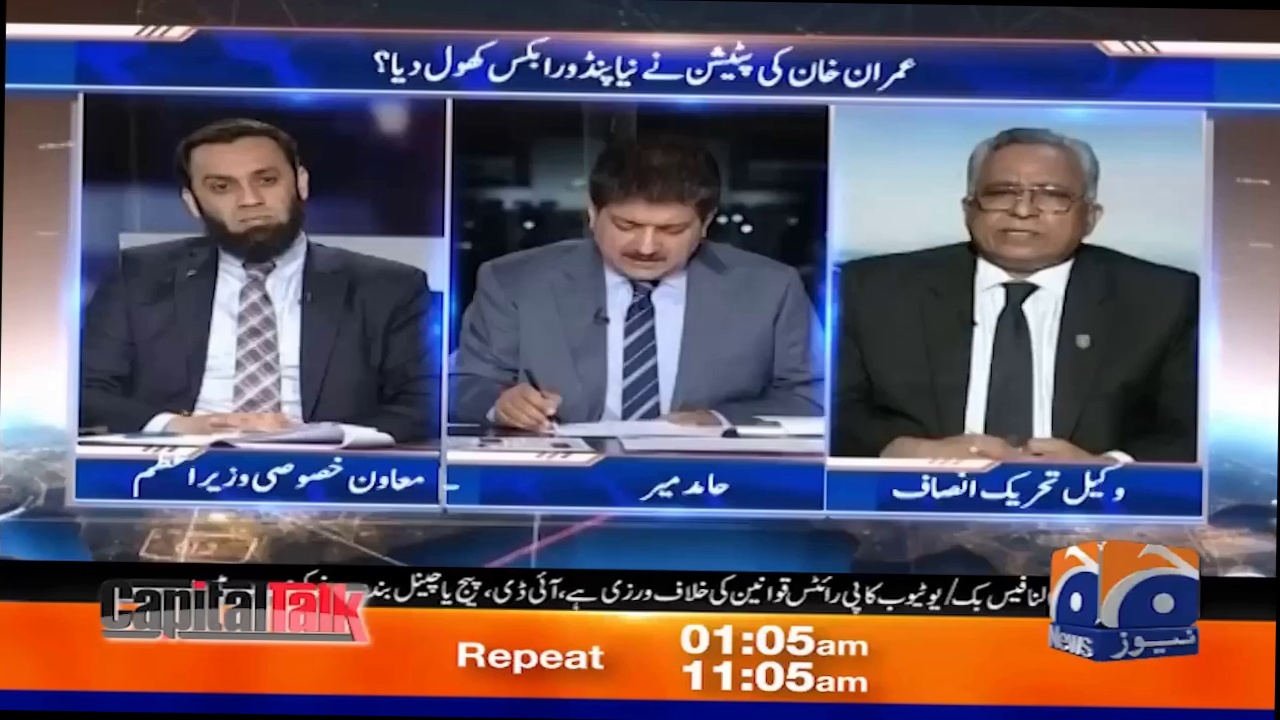 عمران خان کی پٹیشن نے نیا پنڈورا بکس کھول دیا؟
وکیل تحریک انصاف
حامد میر
معاون خصوصی وزیراعظم
لنا فیس بک/یوٹیوب کاپی رائٹس قوانین کی خلاف ورزی ہے، آئی ڈی، پیج یا چینل بند
Capital Talk
Repeat
01:05am
11:05am
جیو
News نیوز